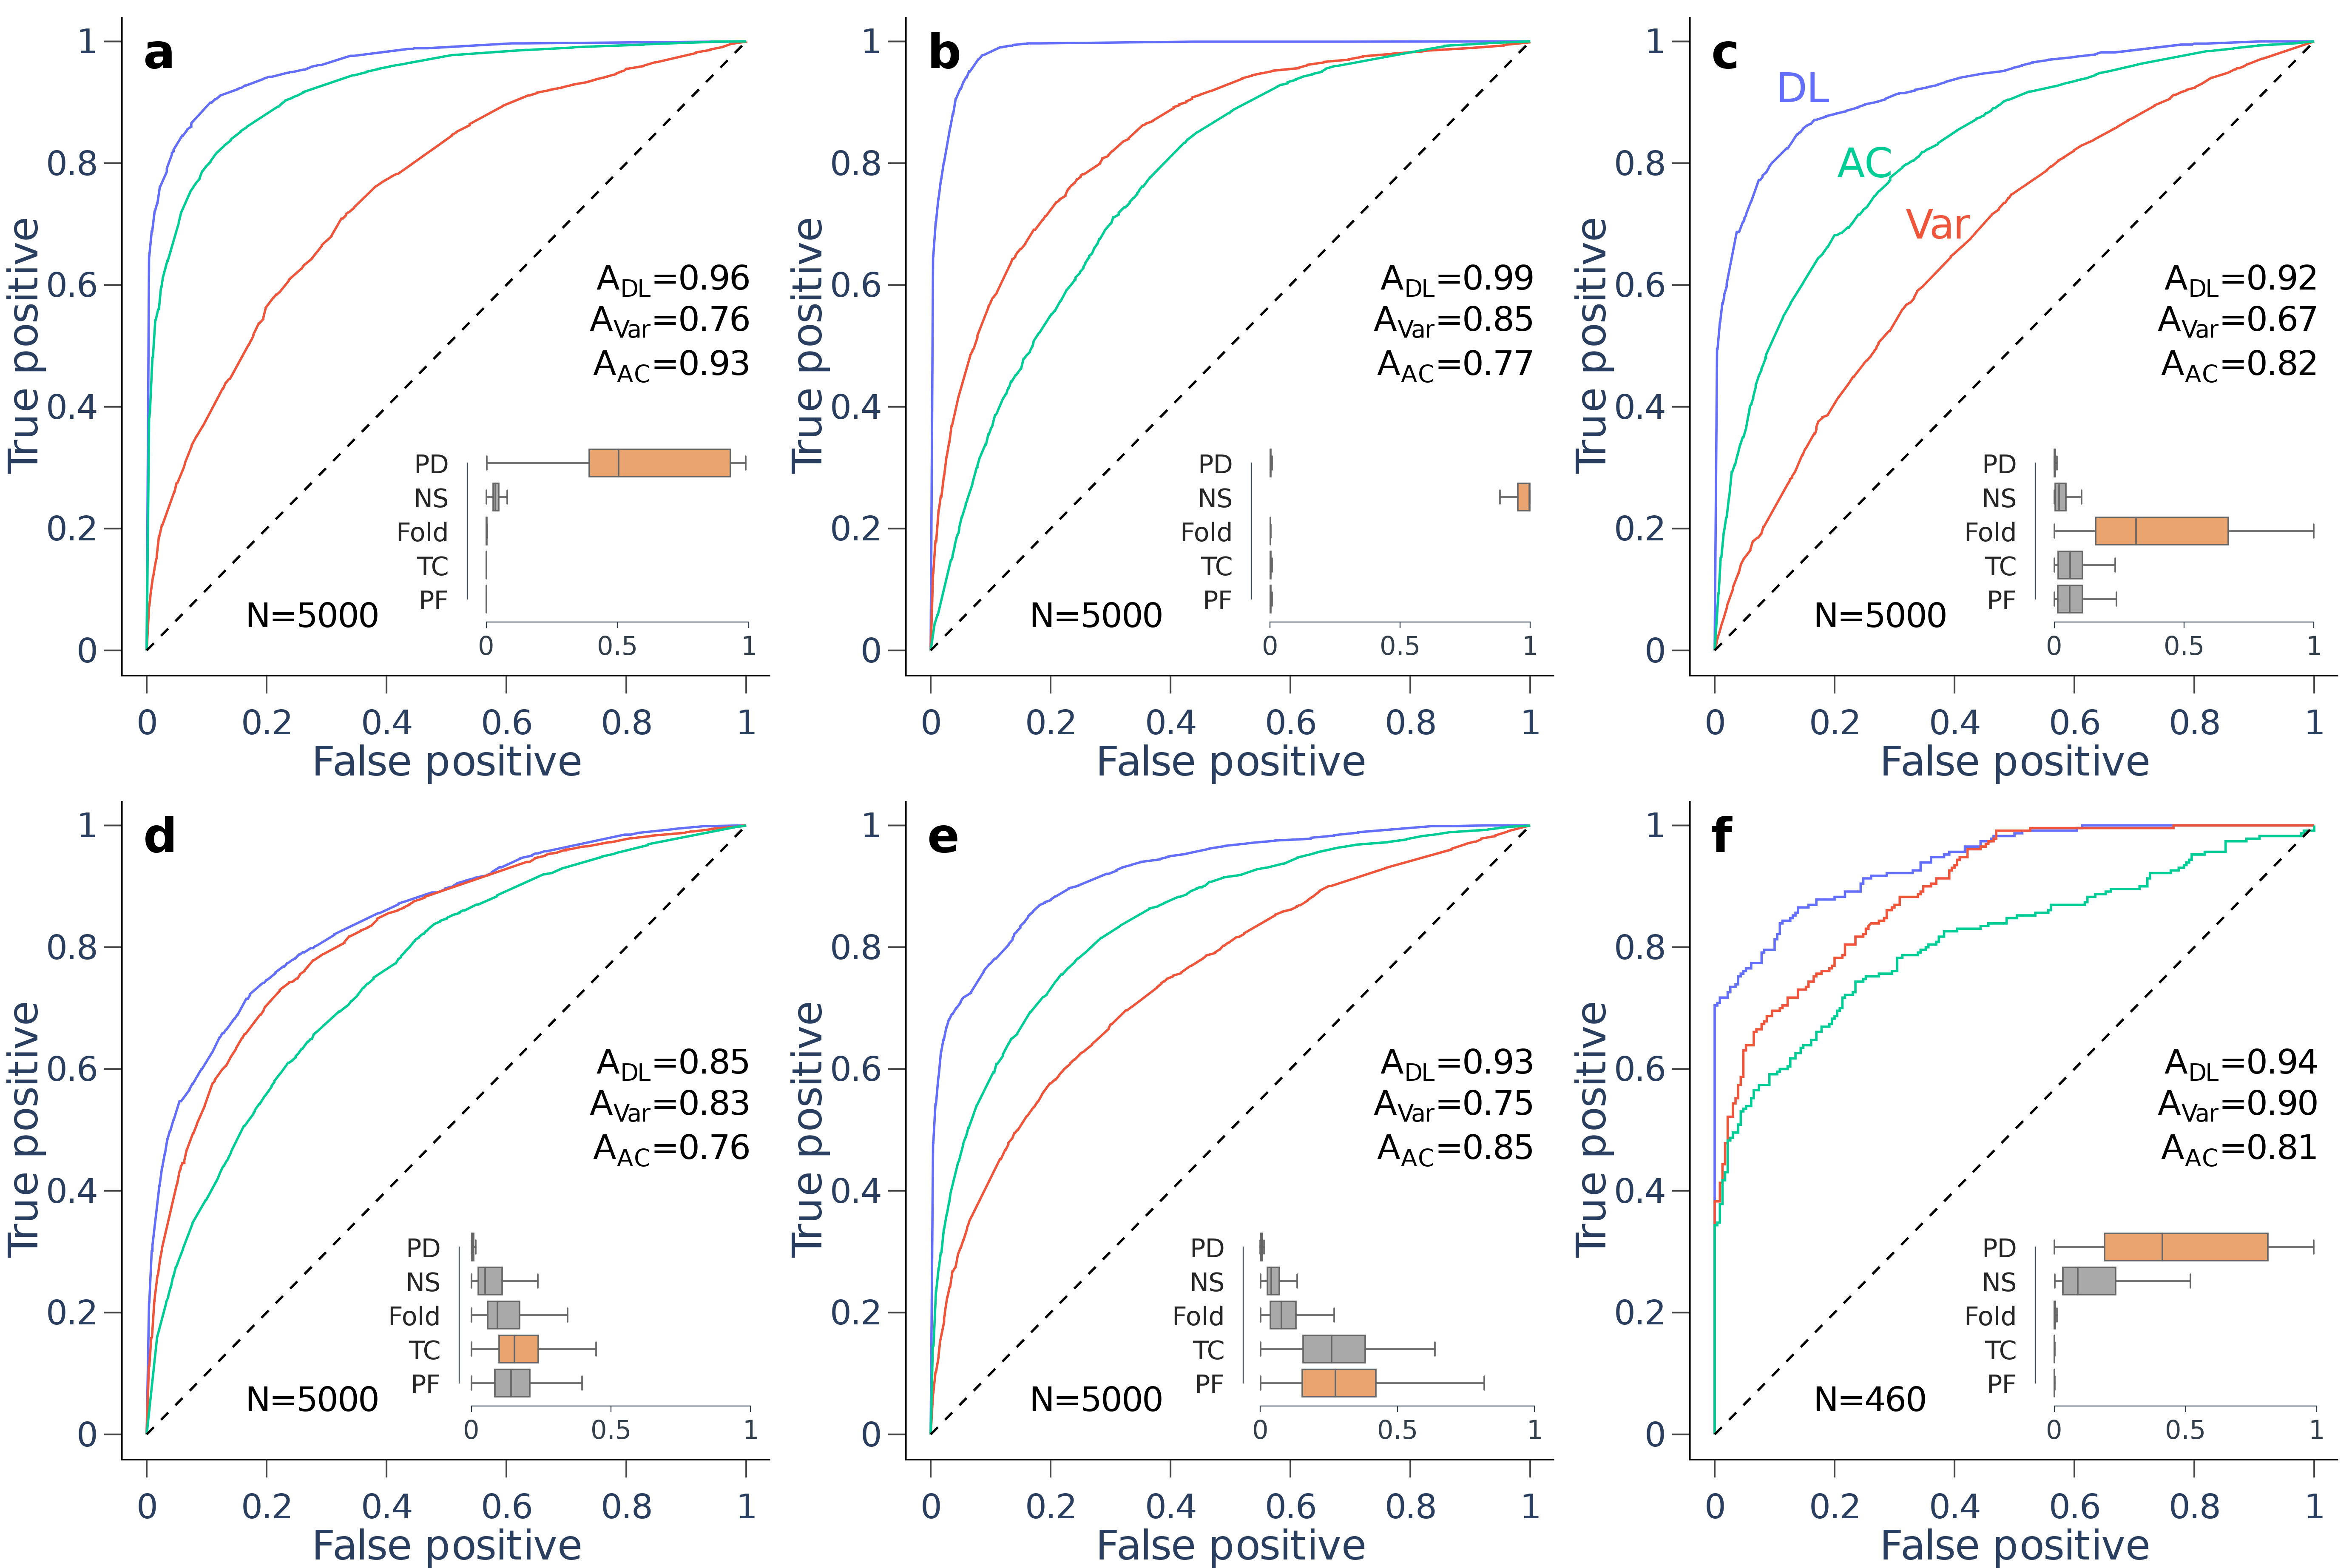 a
True positive
1
0.8
0.6
0.4
0.2
0
A_DL=0.96
A_Var=0.76
A_AC=0.93
PD
NS
Fold
TC
PF
N=5000
0 0.5 1
0 0.2 0.4 0.6 0.8 1
False positive
b
True positive
1
0.8
0.6
0.4
0.2
0
A_DL=0.99
A_Var=0.85
A_AC=0.77
PD
NS
Fold
TC
PF
N=5000
0 0.5 1
0 0.2 0.4 0.6 0.8 1
False positive
c
DL
AC
Var
True positive
1
0.8
0.6
0.4
0.2
0
A_DL=0.92
A_Var=0.67
A_AC=0.82
PD
NS
Fold
TC
PF
N=5000
0 0.5 1
0 0.2 0.4 0.6 0.8 1
False positive
d
True positive
1
0.8
0.6
0.4
0.2
0
A_DL=0.85
A_Var=0.83
A_AC=0.76
PD
NS
Fold
TC
PF
N=5000
0 0.5 1
0 0.2 0.4 0.6 0.8 1
False positive
e
True positive
1
0.8
0.6
0.4
0.2
0
A_DL=0.93
A_Var=0.75
A_AC=0.85
PD
NS
Fold
TC
PF
N=5000
0 0.5 1
0 0.2 0.4 0.6 0.8 1
False positive
f
True positive
1
0.8
0.6
0.4
0.2
0
A_DL=0.94
A_Var=0.90
A_AC=0.81
PD
NS
Fold
TC
PF
N=460
0 0.5 1
0 0.2 0.4 0.6 0.8 1
False positive